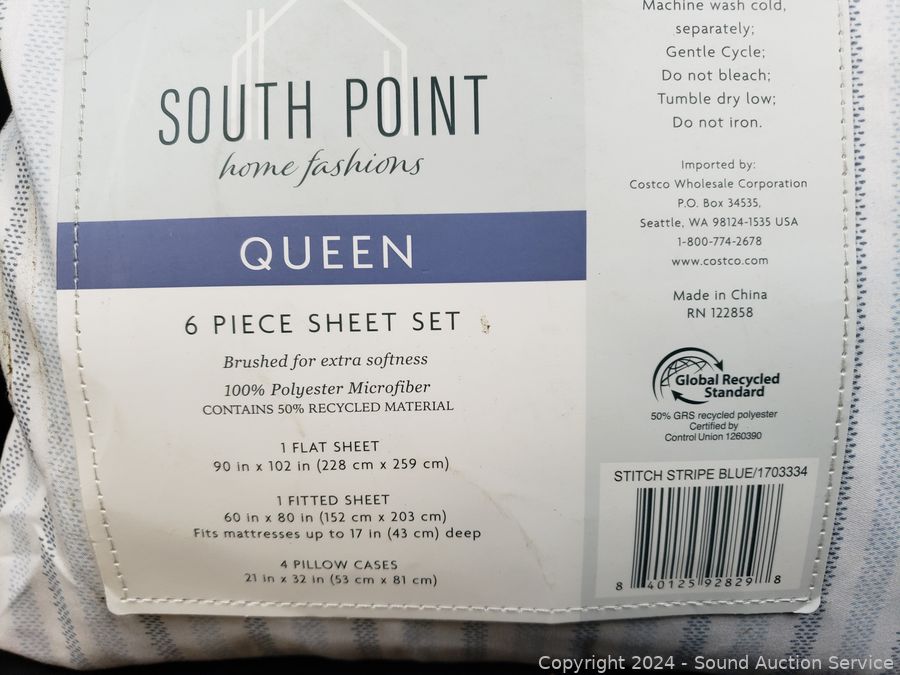 SOUTH POINT
home fashions
QUEEN
6 PIECE SHEET SET
Brushed for extra softness
100% Polyester Microfiber
CONTAINS 50% RECYCLED MATERIAL
1 FLAT SHEET
90 in x 102 in (228 cm x 259 cm)
1 FITTED SHEET
60 in x 80 in (152 cm x 203 cm)
Fits mattresses up to 17 in (43 cm) deep
4 PILLOW CASES
21 in x 32 in (53 cm x 81 cm)
Machine wash cold,
separately;
Gentle Cycle;
Do not bleach;
Tumble dry low;
Do not iron.
Imported by:
Costco Wholesale Corporation
P.O. Box 34535,
Seattle, WA 98124-1535 USA
1-800-774-2678
www.costco.com
Made in China
RN 122858
Global Recycled
Standard
50% GRS recycled polyester
Certified by
Control Union 1260390
STITCH STRIPE BLUE/1703334
8 40125 92829 8
Copyright 2024 - Sound Auction Service